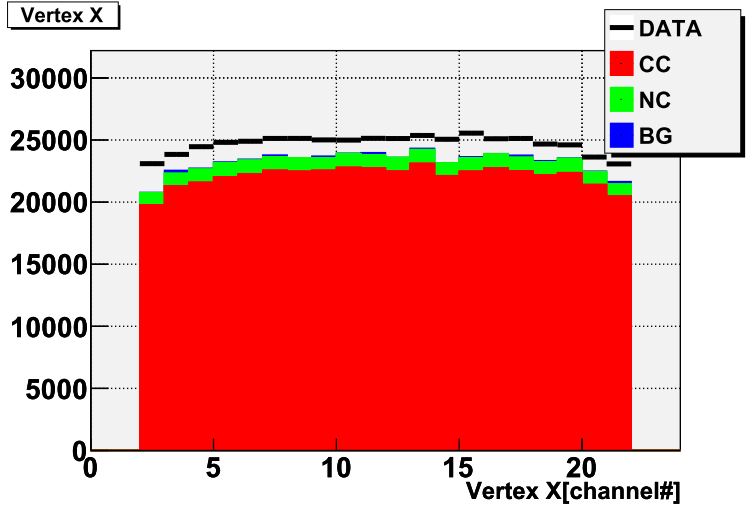 Vertex X
DATA
CC
NC
BG
30000
25000
20000
15000
10000
5000
0
0 5 10 15 20
Vertex X[channel#]